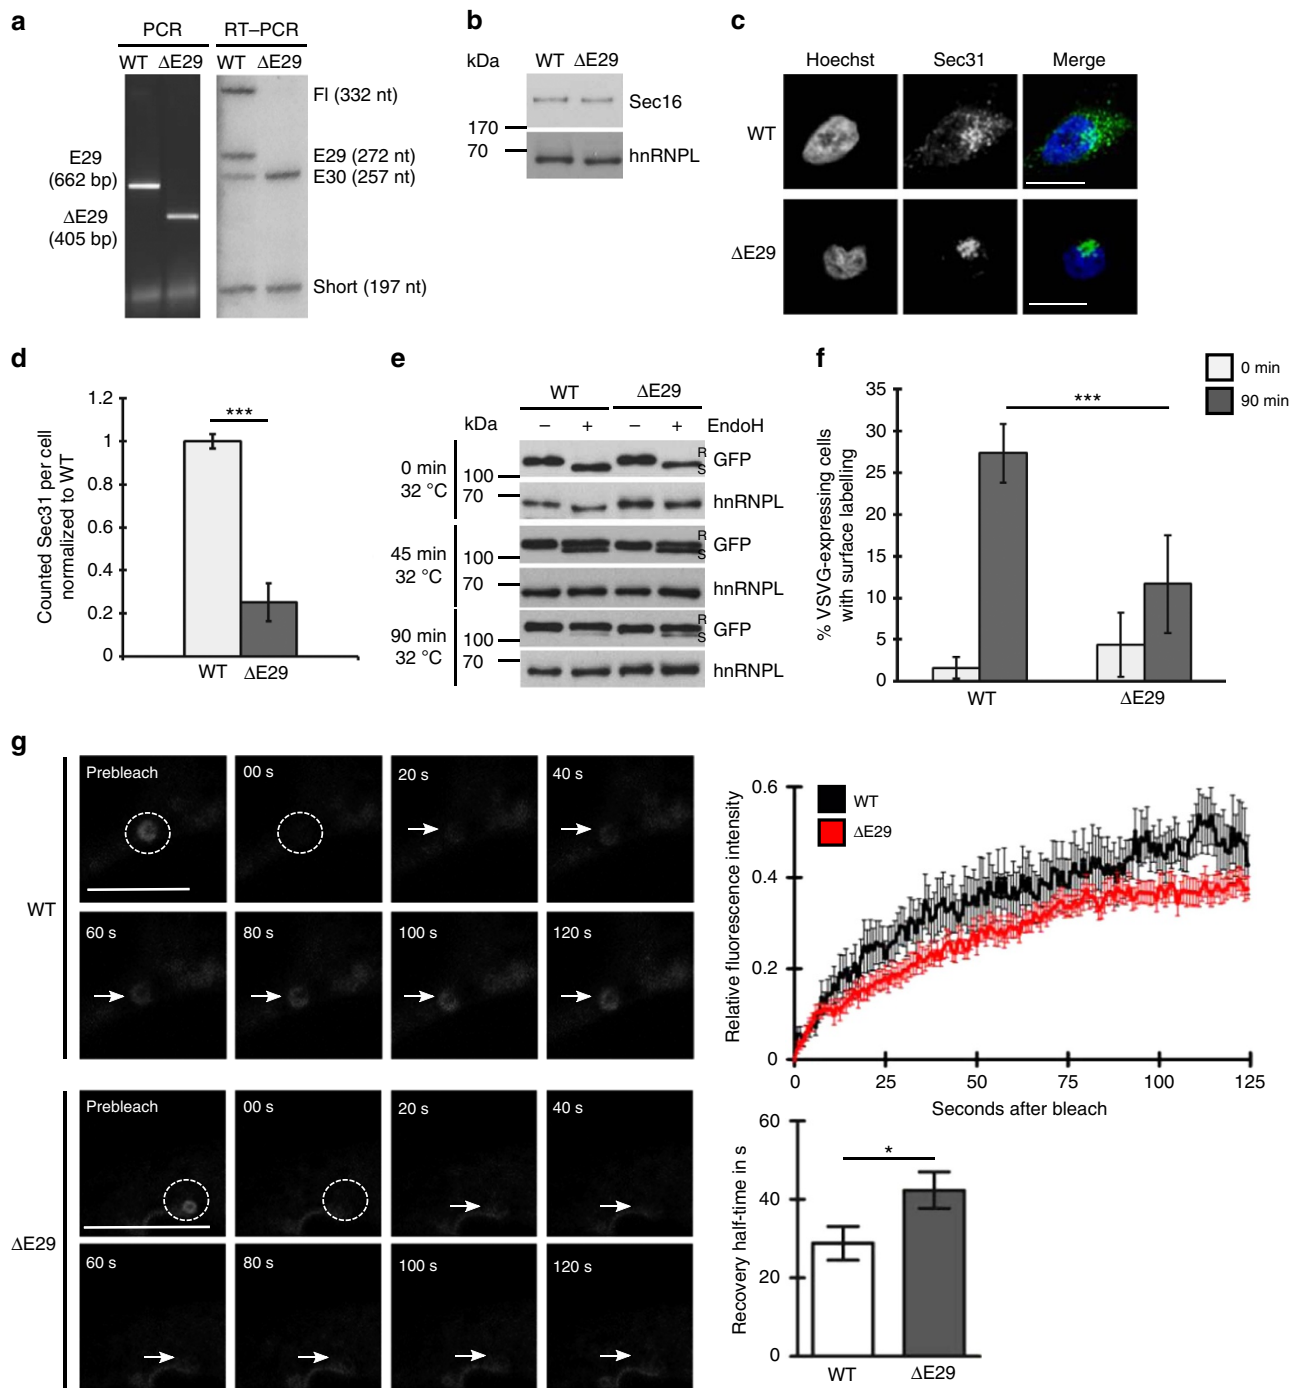 a
PCR
RT–PCR
WT ΔE29 WT ΔE29
Fl (332 nt)
E29 (272 nt)
E30 (257 nt)
Short (197 nt)
E29
(662 bp)
ΔE29
(405 bp)
b
kDa
WT ΔE29
Sec16
170
70
hnRNPL
c
Hoechst Sec31 Merge
WT
ΔE29
d
Counted Sec31 per cell
normalized to WT
1.2
1
0.8
0.6
0.4
0.2
0
***
WT ΔE29
e
WT ΔE29
kDa
– + – + EndoH
0 min
32 °C
100
70
R
S
GFP
hnRNPL
45 min
32 °C
100
70
R
S
GFP
hnRNPL
90 min
32 °C
100
70
R
S
GFP
hnRNPL
f
% VSVG-expressing cells
with surface labelling
35
30
25
20
15
10
5
0
***
0 min
90 min
WT ΔE29
g
WT
Prebleach 00 s 20 s 40 s
60 s 80 s 100 s 120 s
ΔE29
Prebleach 00 s 20 s 40 s
60 s 80 s 100 s 120 s
Relative fluorescence intensity
0.6
0.4
0.2
0
WT
ΔE29
0 25 50 75 100 125
Seconds after bleach
Recovery half-time in s
60
40
20
0
*
WT ΔE29